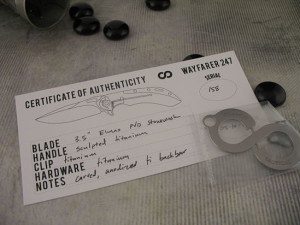 CERTIFICATE OF AUTHENTICITY
WAYFARER 247
SERIAL
158
BLADE 3.5" Elmax P/D Stonewash
HANDLE sculpted titanium
CLIP titanium
HARDWARE titanium
NOTES carved, anodized ti backbar